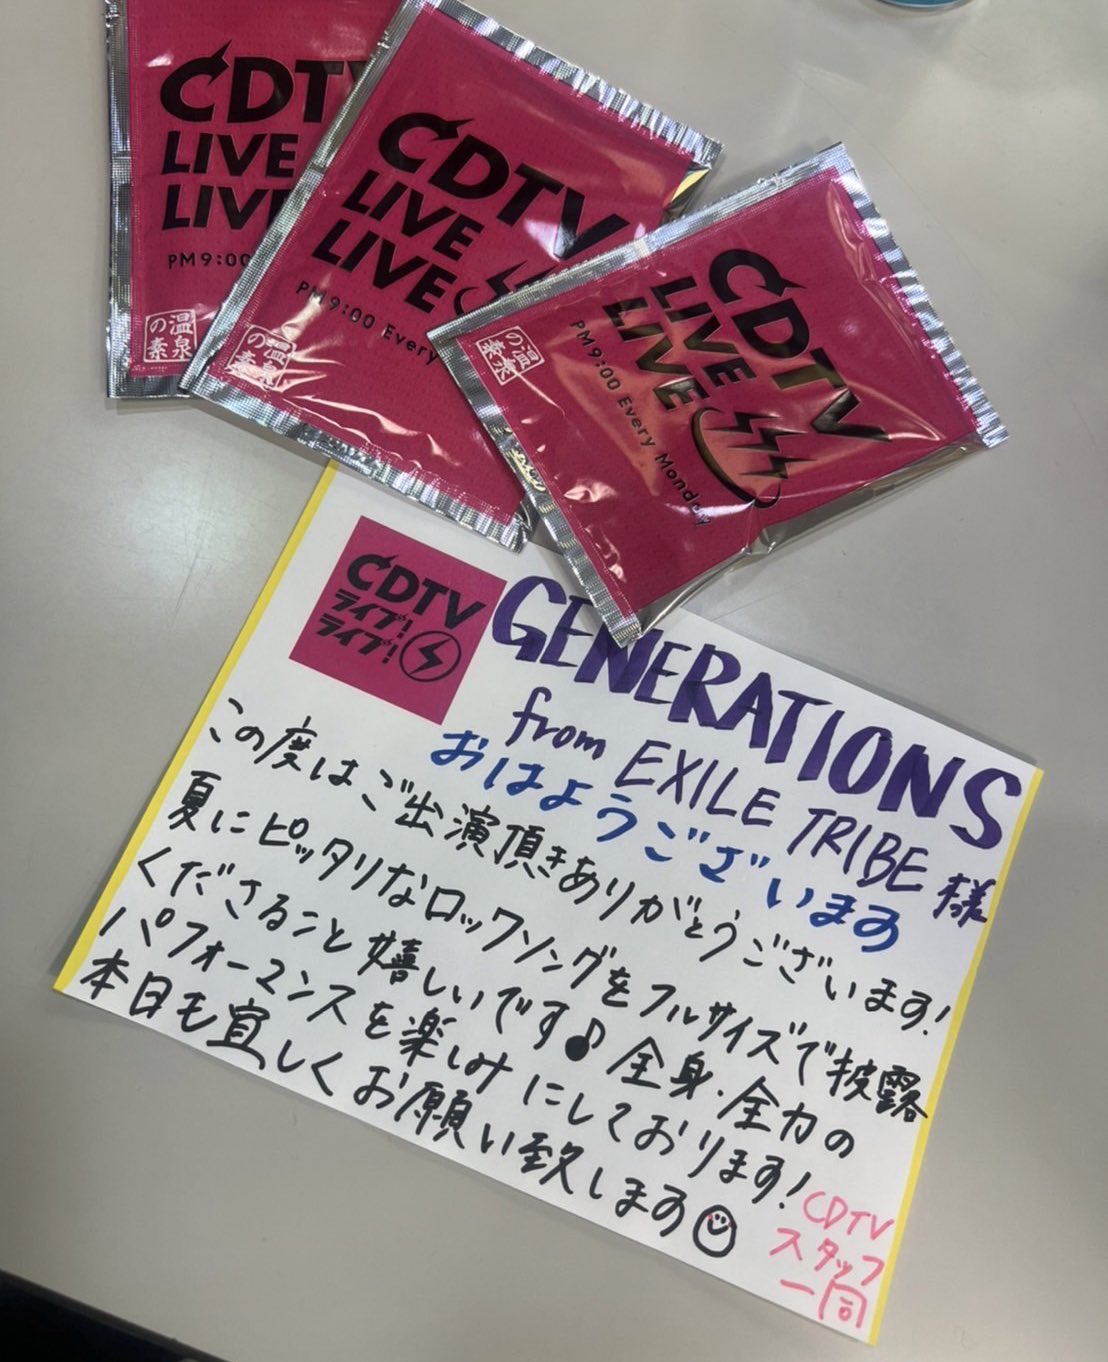 CDTV
LIVE
LIVE
PM9:00
温泉
の素
CDTV
LIVE
LIVE
PM9:00 Every
温泉
の素
CDTV
LIVE
LIVE
PM9:00 Every Monday
温泉
の素
CDTV
ライブ!
ライブ!
GENERATIONS
from EXILE TRIBE 様
おはようございます
この度はご出演頂きありがとうございます!
夏にピッタリなロックソングをフルサイズで披露
くださること嬉しいです♪ 全身・全力の
パフォーマンスを楽しみにしております!
本日も宜しくお願い致します☺
CDTV
スタッフ
一同